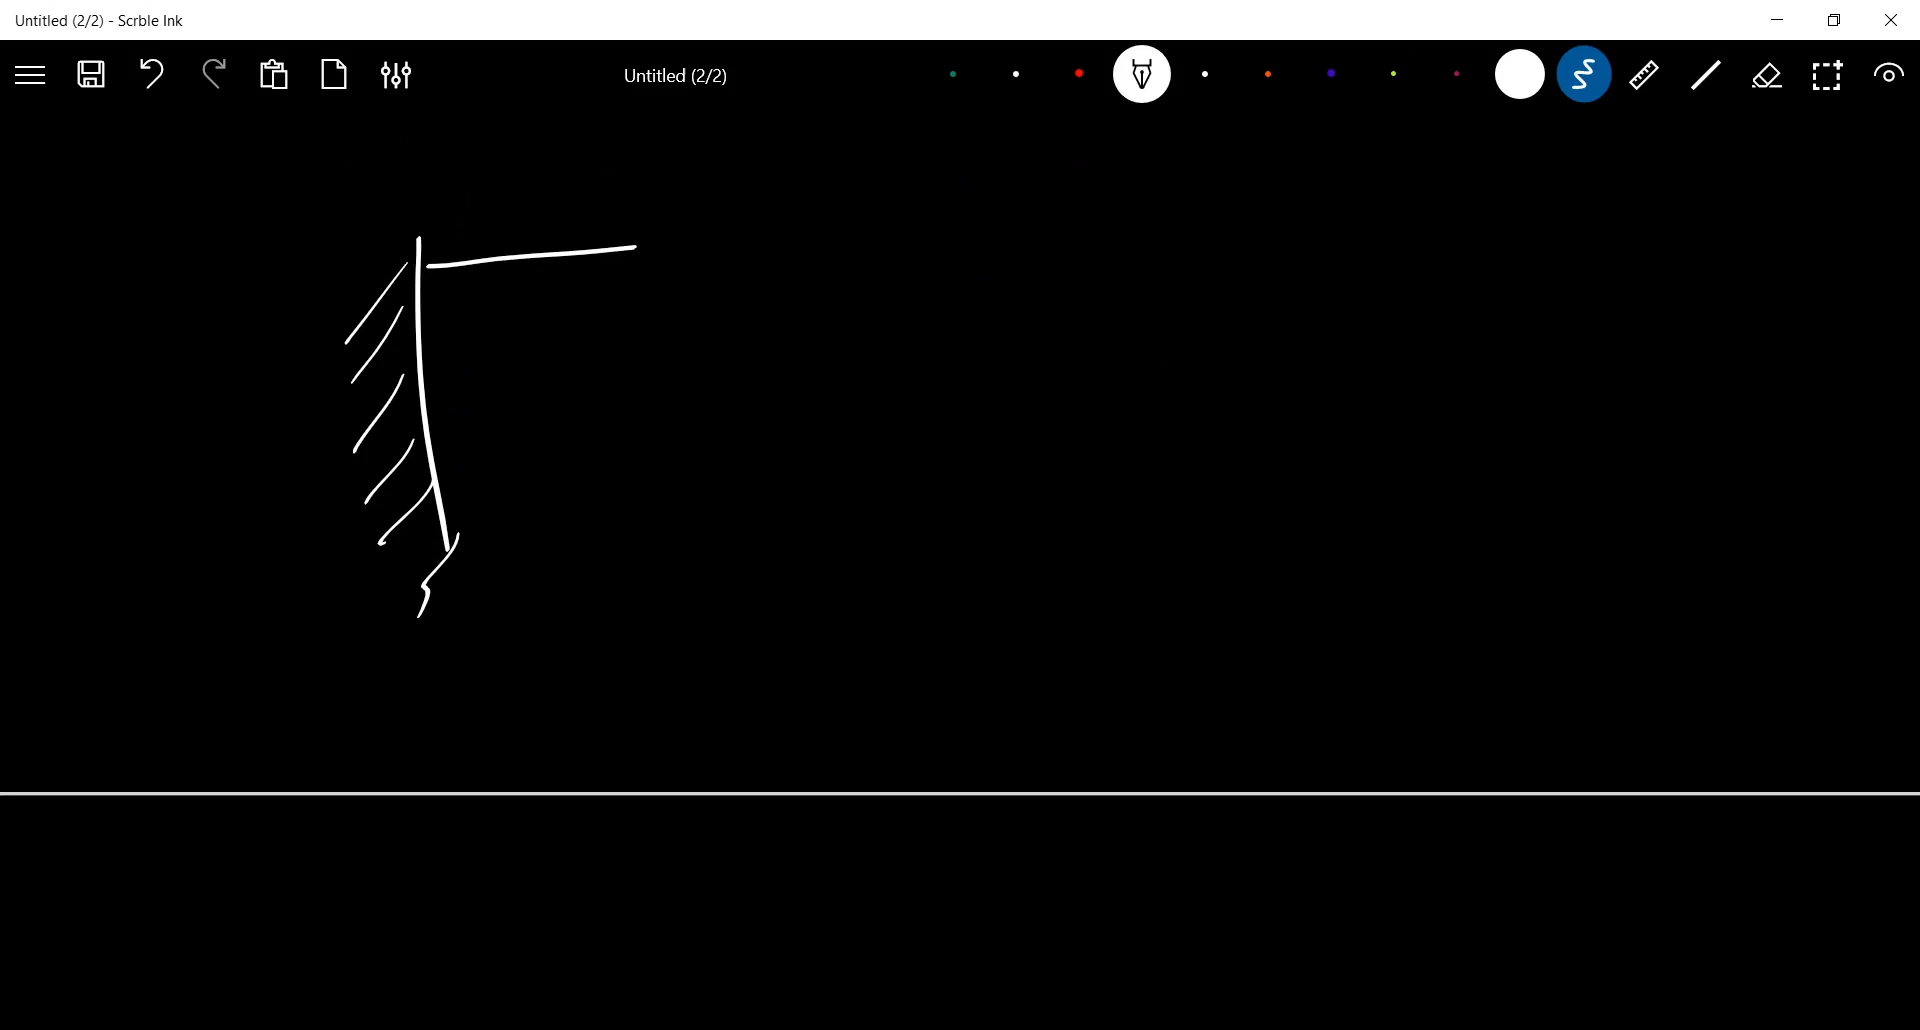 Untitled (2/2) - Scrble Ink
Untitled (2/2)